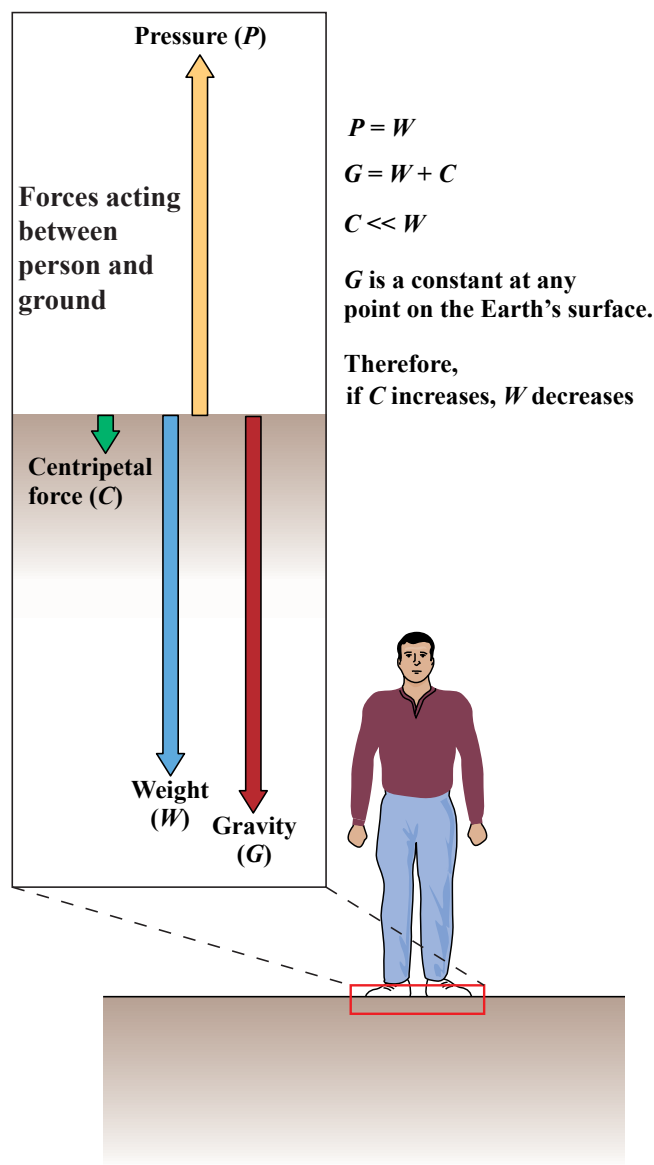 Pressure (P)
Forces acting
between
person and
ground
Centripetal
force (C)
Weight
(W)
Gravity
(G)
P = W
G = W + C
C << W
G is a constant at any
point on the Earth’s surface.
Therefore,
if C increases, W decreases